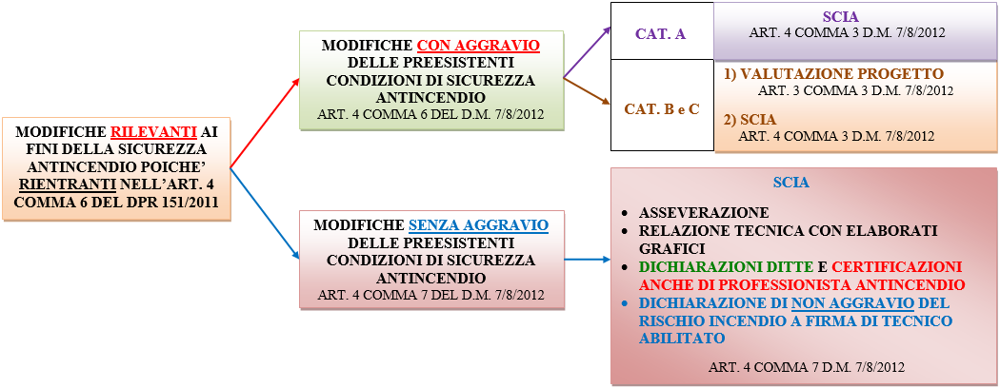 MODIFICHE RILEVANTI AI
FINI DELLA SICUREZZA
ANTINCENDIO POICHE’
RIENTRANTI NELL’ART. 4
COMMA 6 DEL DPR 151/2011
MODIFICHE CON AGGRAVIO
DELLE PREESISTENTI
CONDIZIONI DI SICUREZZA
ANTINCENDIO
ART. 4 COMMA 6 DEL D.M. 7/8/2012
CAT. A
SCIA
ART. 4 COMMA 3 D.M. 7/8/2012
CAT. B e C
1) VALUTAZIONE PROGETTO
ART. 3 COMMA 3 D.M. 7/8/2012
2) SCIA
ART. 4 COMMA 3 D.M. 7/8/2012
MODIFICHE SENZA AGGRAVIO
DELLE PREESISTENTI
CONDIZIONI DI SICUREZZA
ANTINCENDIO
ART. 4 COMMA 7 DEL D.M. 7/8/2012
SCIA
• ASSEVERAZIONE
• RELAZIONE TECNICA CON ELABORATI
GRAFICI
• DICHIARAZIONI DITTE E CERTIFICAZIONI
ANCHE DI PROFESSIONISTA ANTINCENDIO
• DICHIARAZIONE DI NON AGGRAVIO DEL
RISCHIO INCENDIO A FIRMA DI TECNICO
ABILITATO
ART. 4 COMMA 7 D.M. 7/8/2012